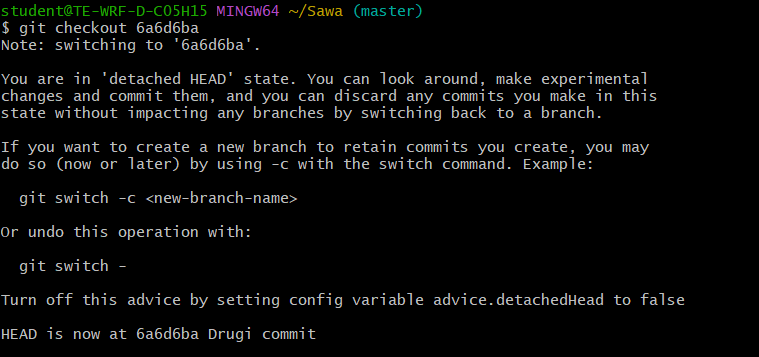 student@TE-WRF-D-CO5H15 MINGW64 ~/Sawa (master)
$ git checkout 6a6d6ba
Note: switching to '6a6d6ba'.
You are in 'detached HEAD' state. You can look around, make experimental
changes and commit them, and you can discard any commits you make in this
state without impacting any branches by switching back to a branch.
If you want to create a new branch to retain commits you create, you may
do so (now or later) by using -c with the switch command. Example:
git switch -c <new-branch-name>
Or undo this operation with:
git switch -
Turn off this advice by setting config variable advice.detachedHead to false
HEAD is now at 6a6d6ba Drugi commit